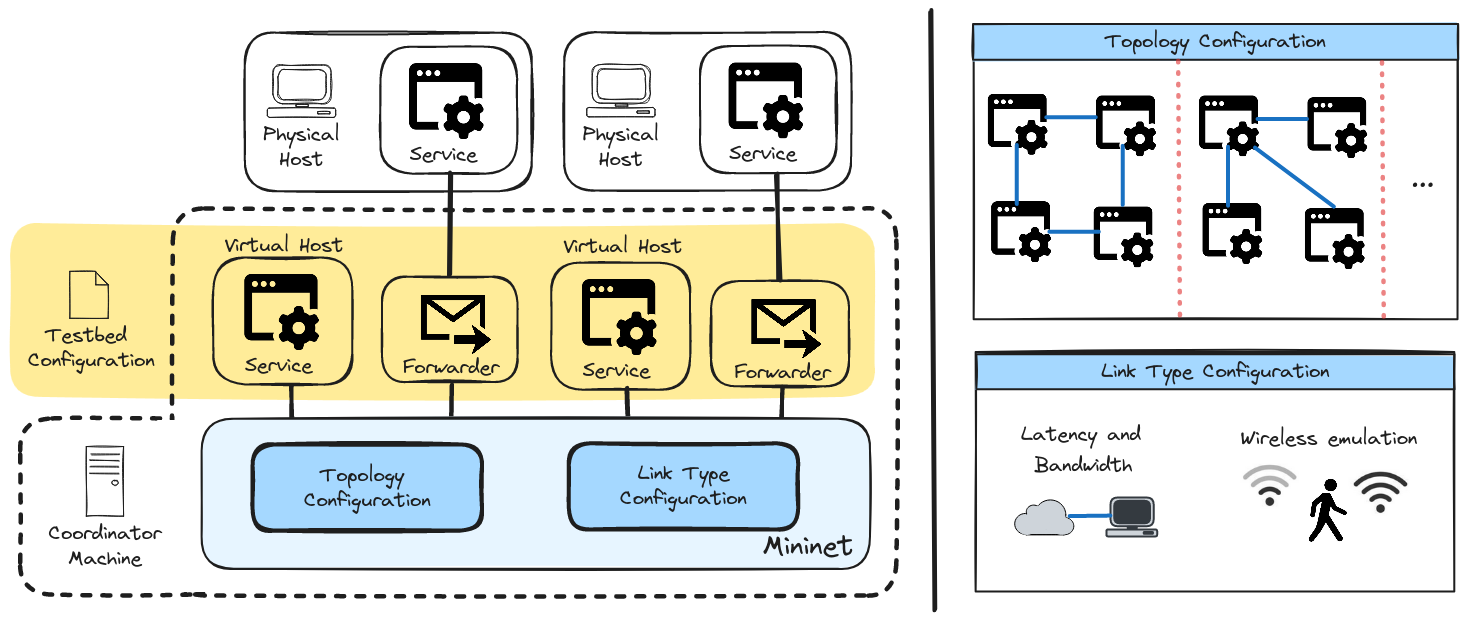 Physical
Host
Service
Physical
Host
Service
Testbed
Configuration
Virtual Host
Service
Forwarder
Virtual Host
Service
Forwarder
Coordinator
Machine
Topology
Configuration
Link Type
Configuration
Mininet
Topology Configuration
...
Link Type Configuration
Latency and
Bandwidth
Wireless emulation